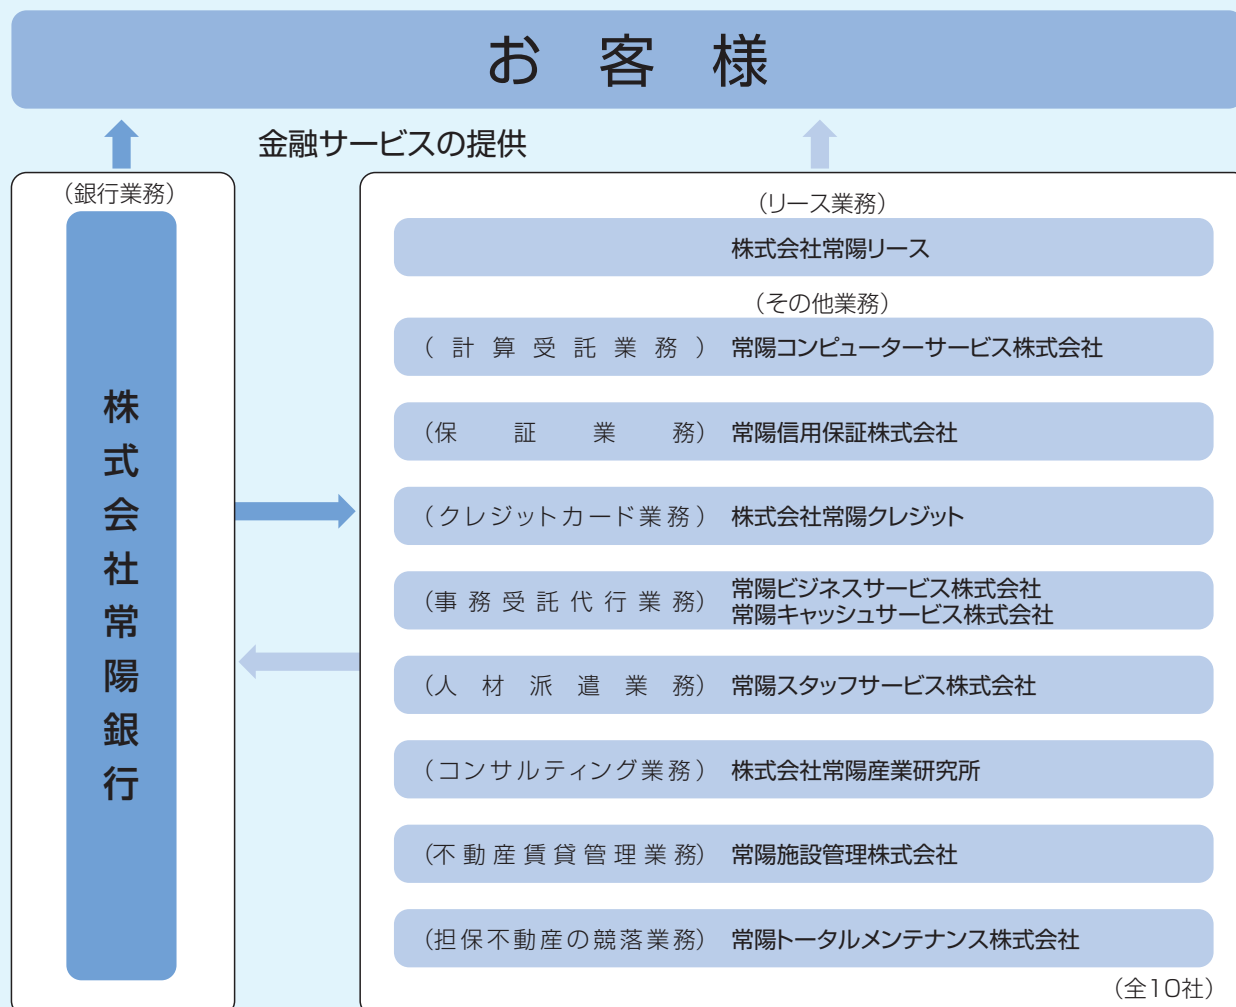 お客様
金融サービスの提供
(銀行業務)
株式会社常陽銀行
(リース業務)
株式会社常陽リース
(その他業務)
(計算受託業務) 常陽コンピューターサービス株式会社
(保証業務) 常陽信用保証株式会社
(クレジットカード業務) 株式会社常陽クレジット
(事務受託代行業務) 常陽ビジネスサービス株式会社
常陽キャッシュサービス株式会社
(人材派遣業務) 常陽スタッフサービス株式会社
(コンサルティング業務) 株式会社常陽産業研究所
(不動産賃貸管理業務) 常陽施設管理株式会社
(担保不動産の競落業務) 常陽トータルメンテナンス株式会社
(全10社)